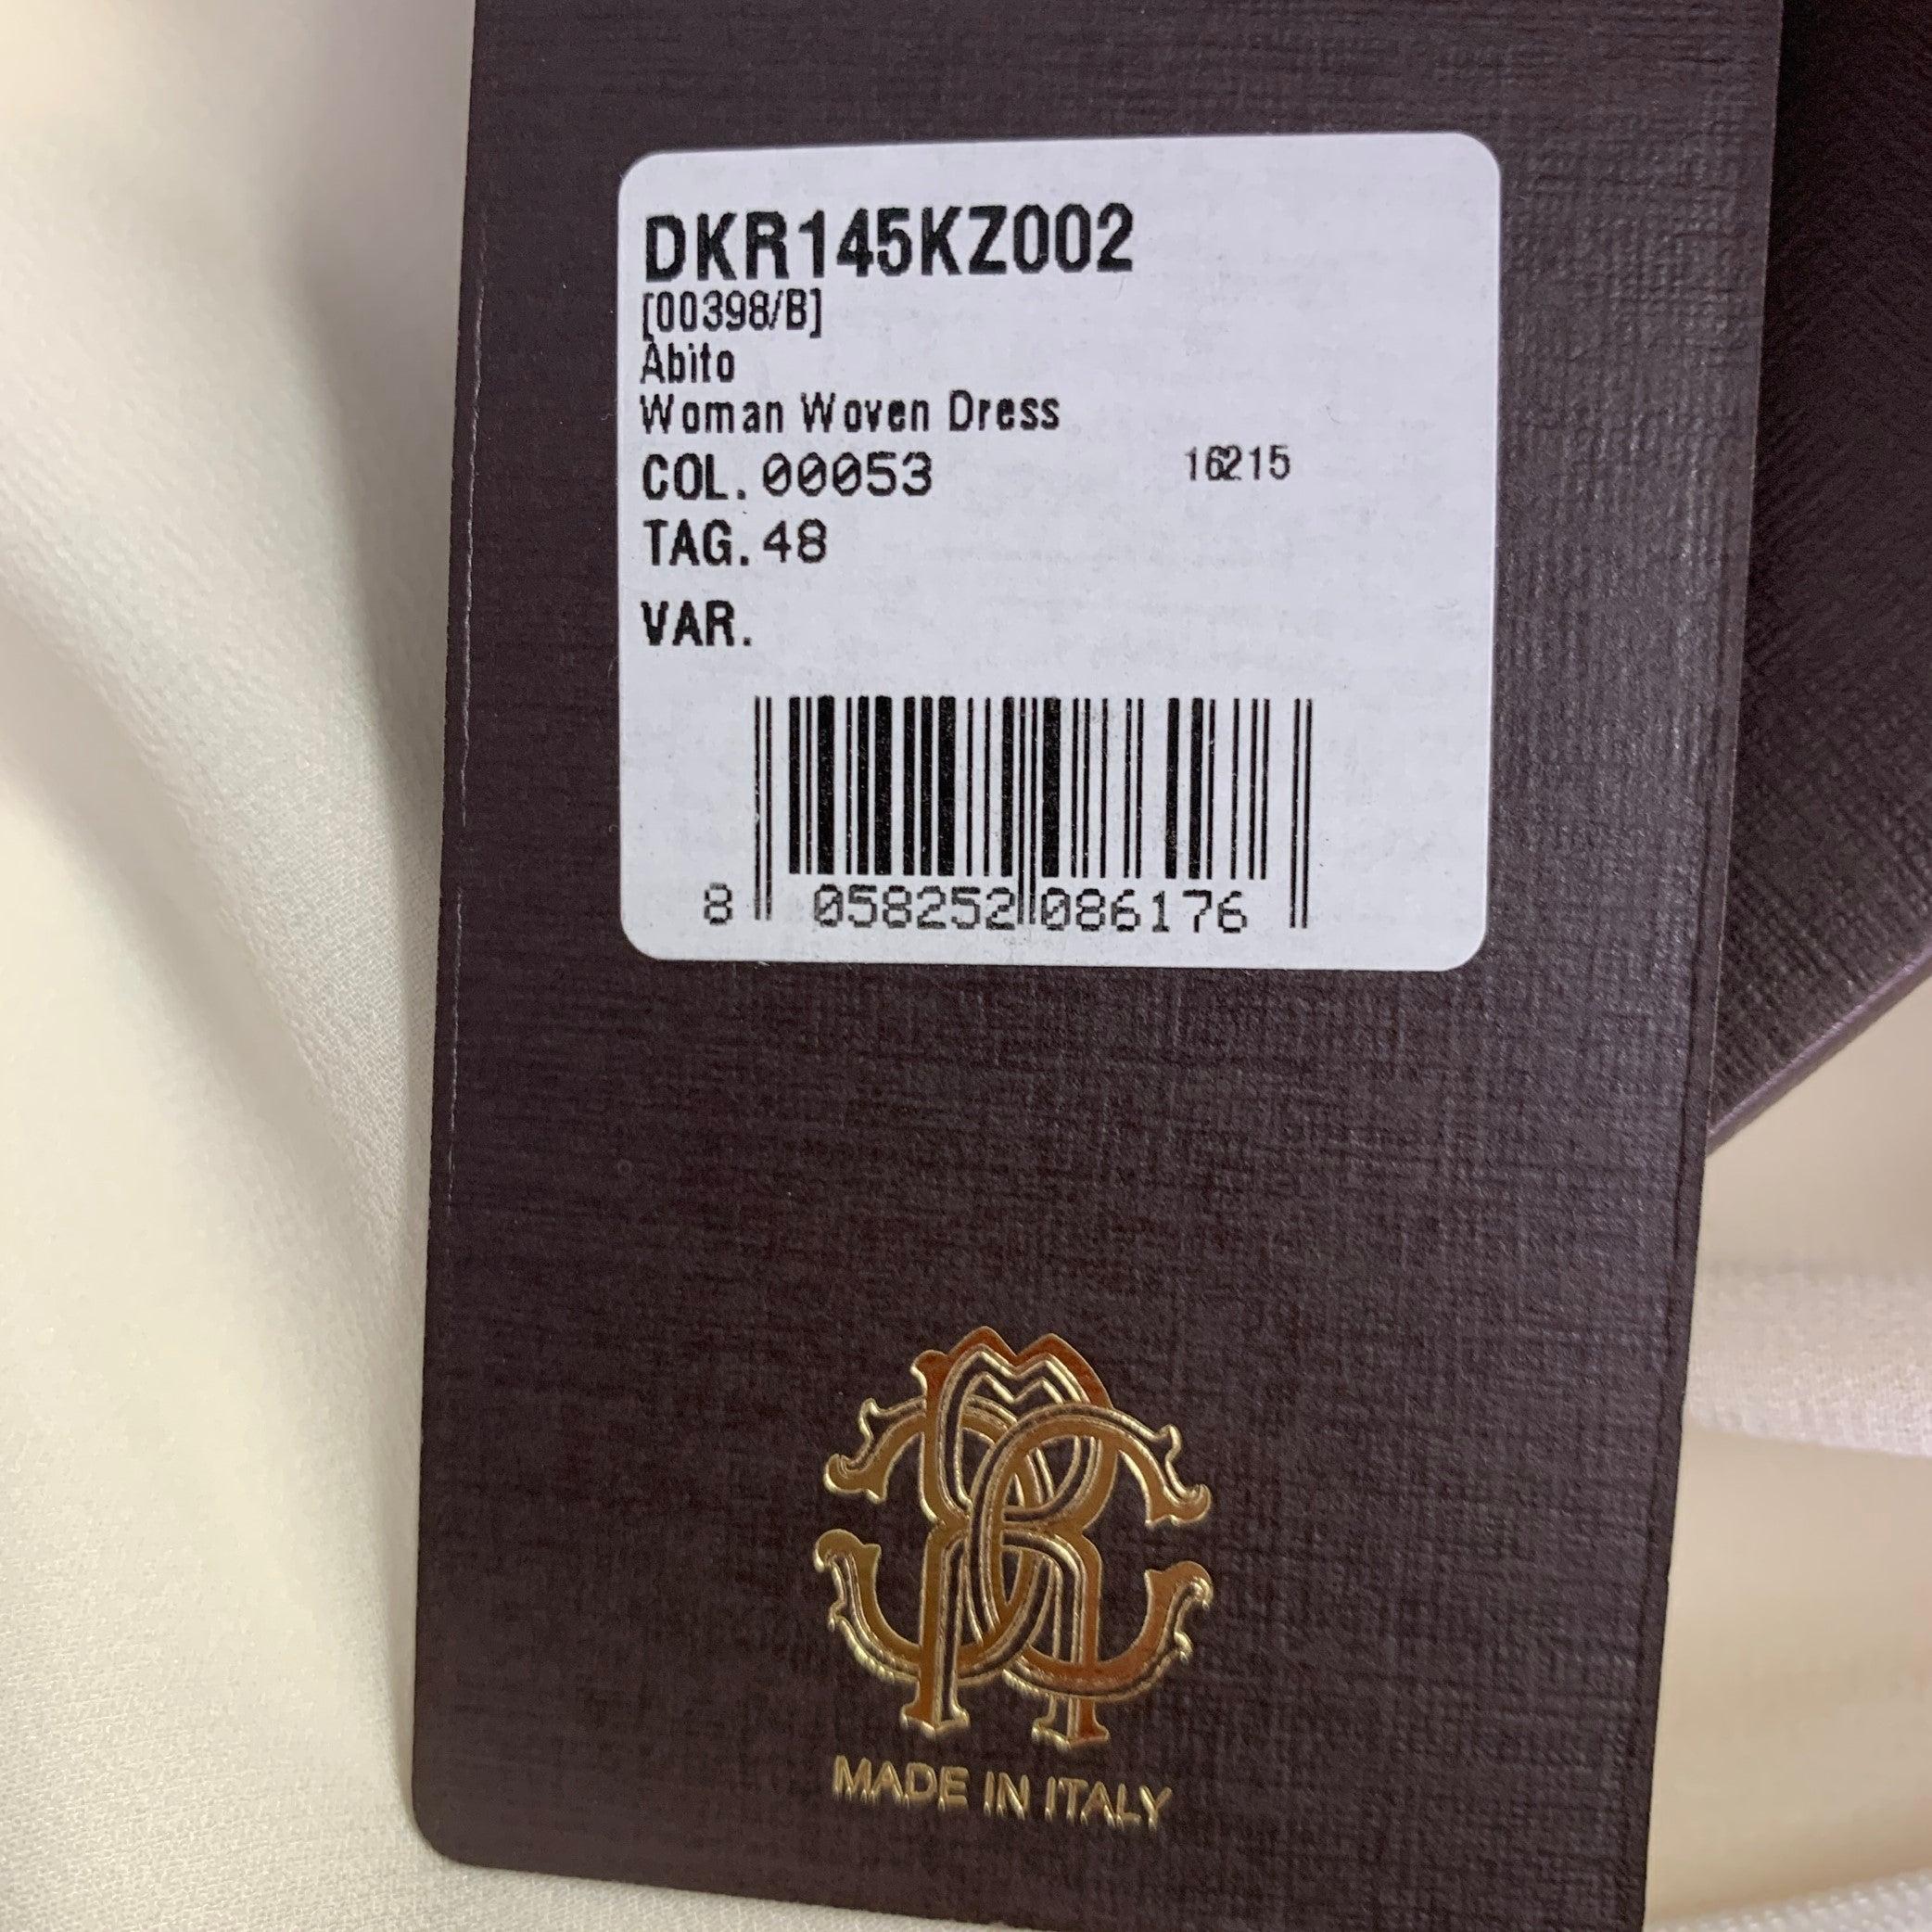 DKR145KZ002
[00398/B]
Abito
Woman Woven Dress
COL. 00053 16215
TAG. 48
VAR.
8 058252 086176
MADE IN ITALY